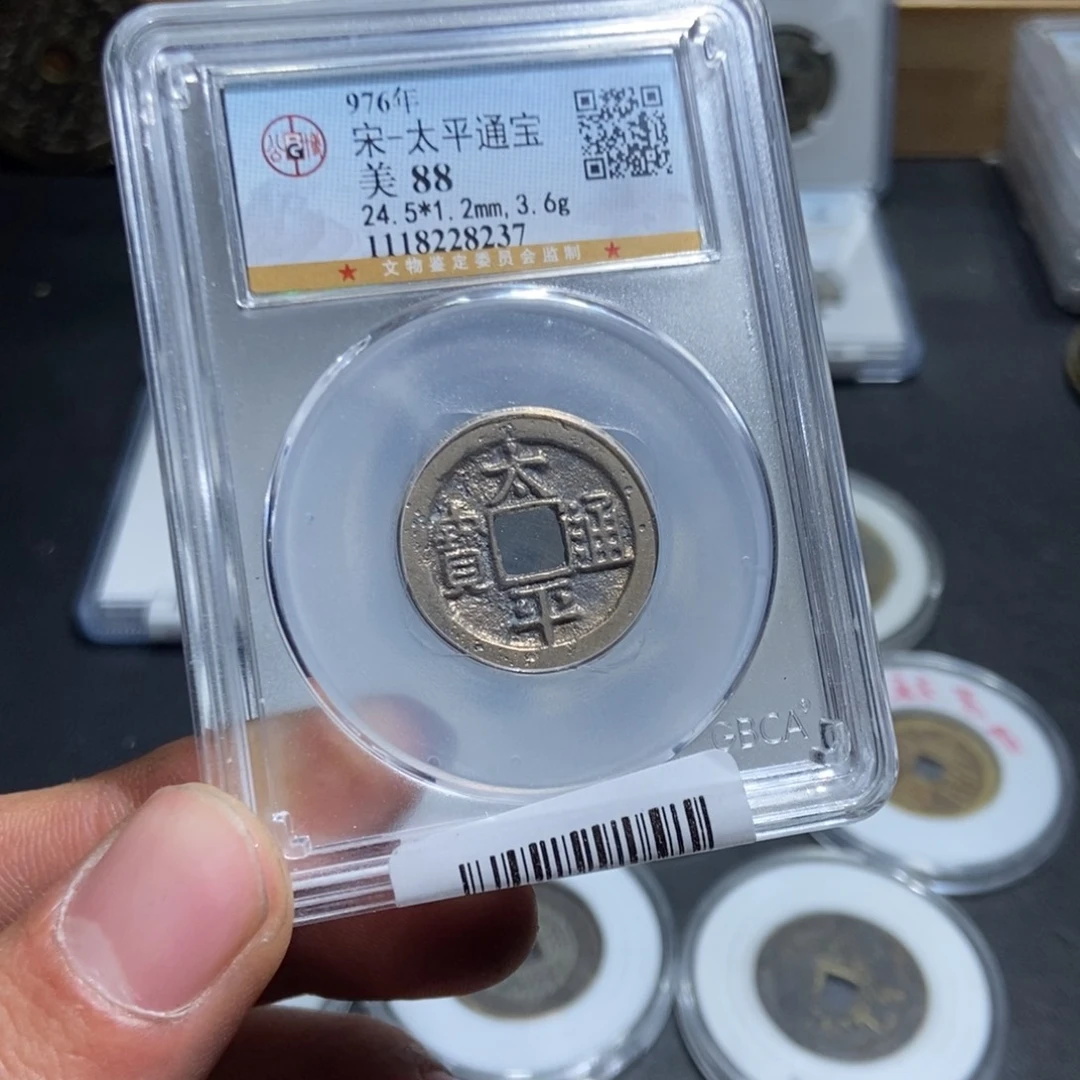 976年
宋-太平通宝
美 88
24.5*1.2mm, 3.6g
1118228237
★ 文物鉴定委员会监制 ★
G
太
通
寶
平
GBCA